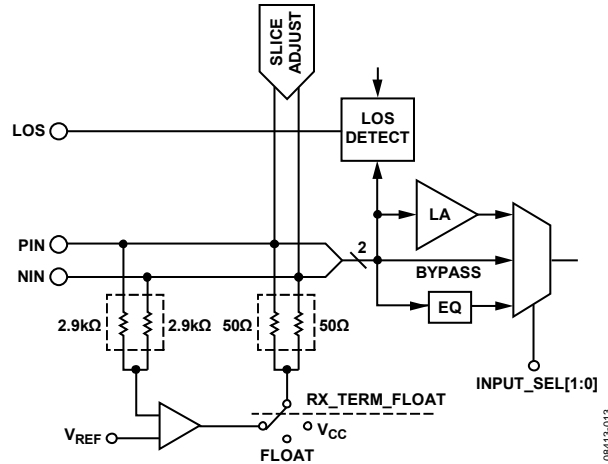 SLICE
ADJUST
LOS
LOS
DETECT
LA
PIN
2
NIN
BYPASS
EQ
2.9kΩ
2.9kΩ
50Ω
50Ω
INPUT_SEL[1:0]
RX_TERM_FLOAT
VREF
VCC
FLOAT
08413-013